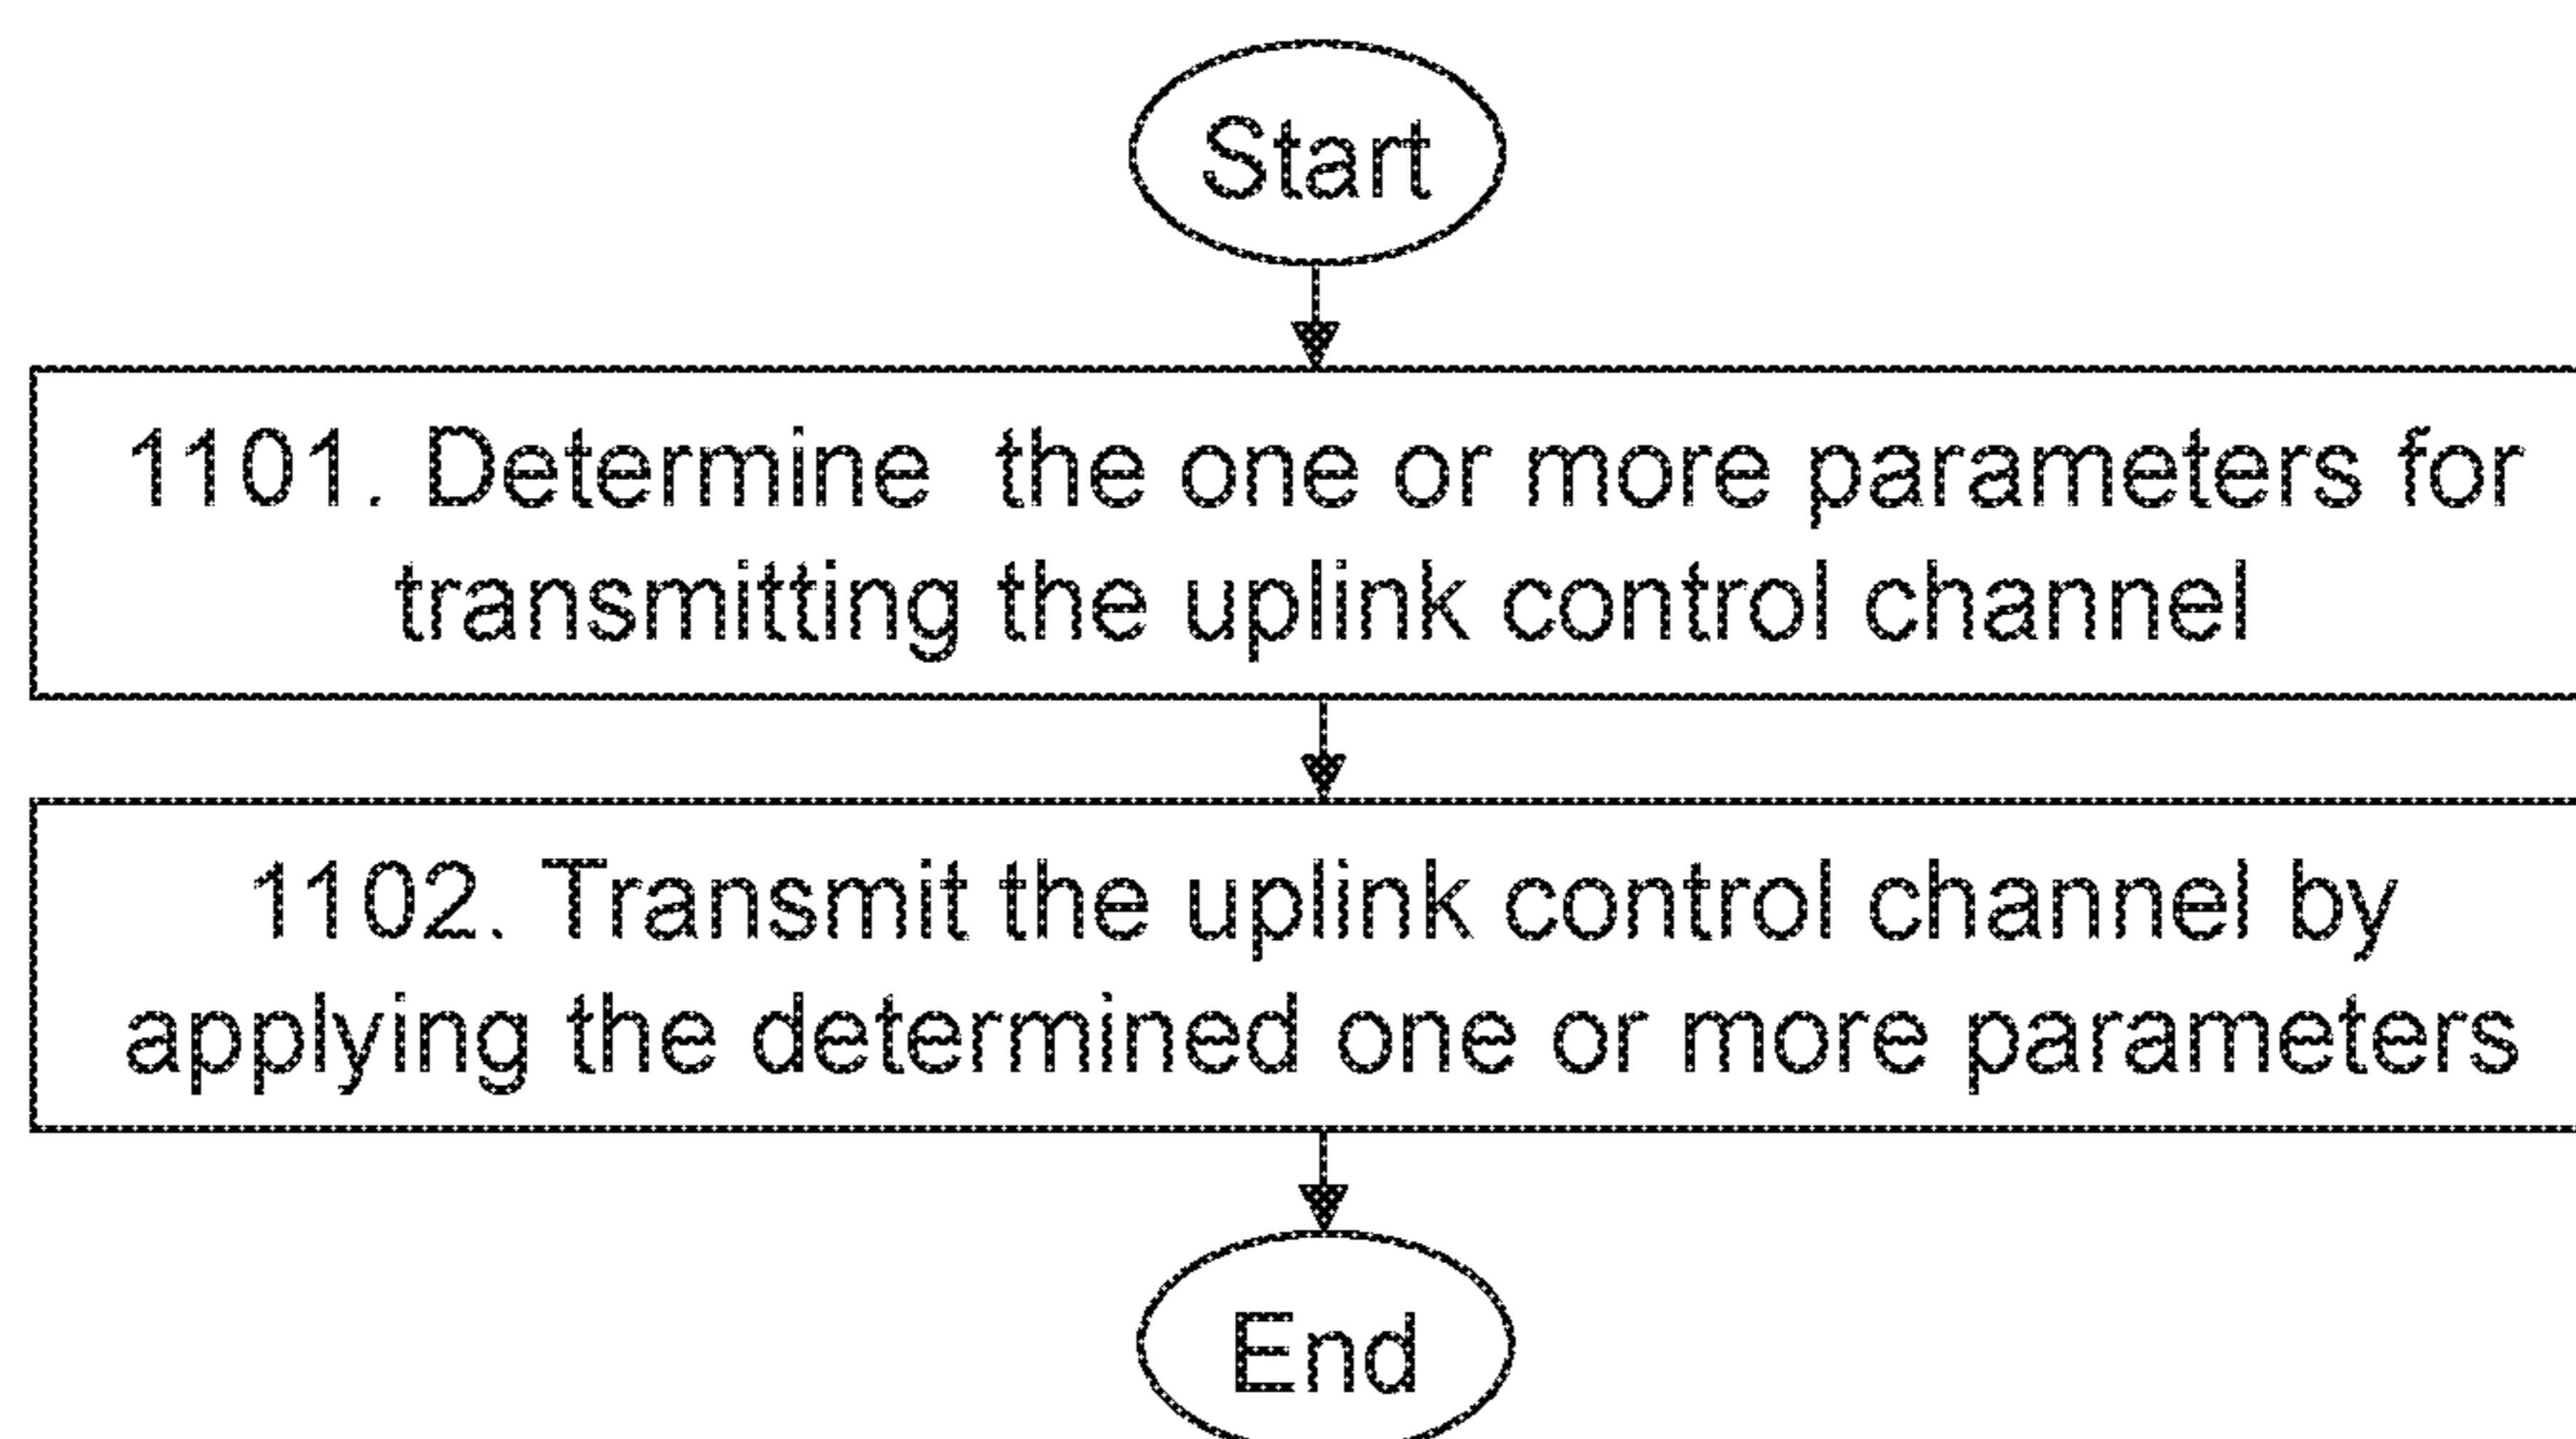 Start
1101. Determine the one or more parameters for
transmitting the uplink control channel
1102. Transmit the uplink control channel by
applying the determined one or more parameters
End